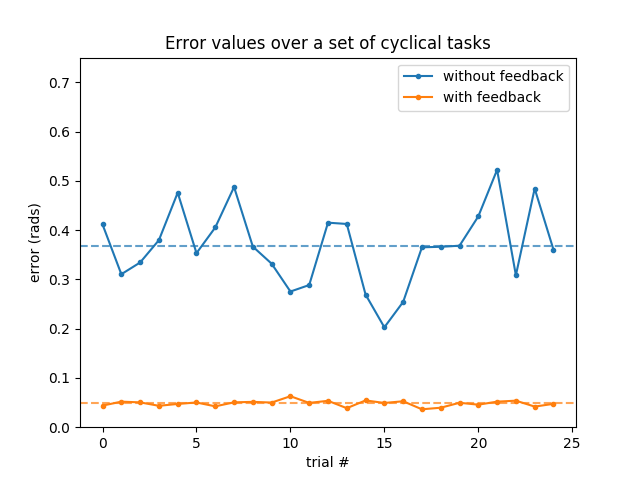 Error values over a set of cyclical tasks
without feedback
with feedback
0.7
0.6
0.5
0.4
0.3
0.2
0.1
0.0
error (rads)
0 5 10 15 20 25
trial #